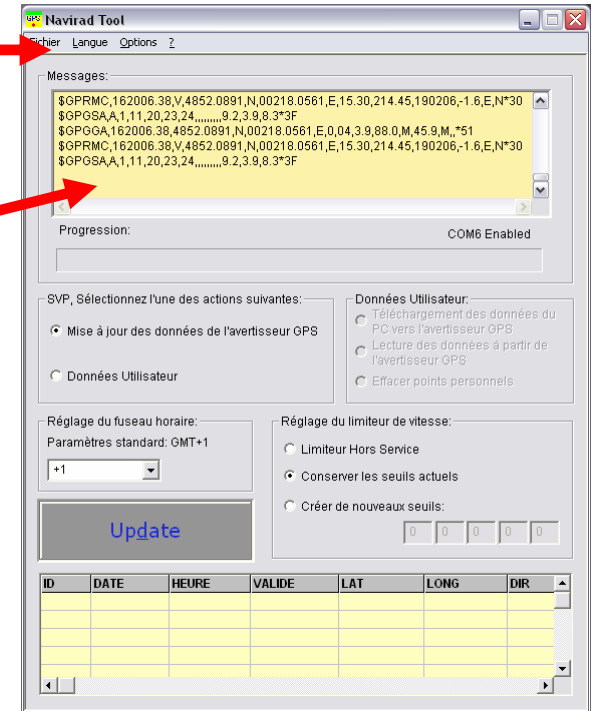 GPS Navirad Tool
Fichier Langue Options ?
Messages:
$GPRMC,162006.38,V,4852.0891,N,00218.0561,E,15.30,214.45,190206,-1.6,E,N*30
$GPGSA,A,1,11,20,23,24,,,,,,,,,9.2,3.9,8.3*3F
$GPGGA,162006.38,4852.0891,N,00218.0561,E,0,04,3.9,88.0,M,45.9,M,,*51
$GPRMC,162006.38,V,4852.0891,N,00218.0561,E,15.30,214.45,190206,-1.6,E,N*30
$GPGSA,A,1,11,20,23,24,,,,,,,,,9.2,3.9,8.3*3F
Progression: COM6 Enabled
SVP, Sélectionnez l'une des actions suivantes:
Mise à jour des données de l'avertisseur GPS
Données Utilisateur
Données Utilisateur:
Téléchargement des données du
PC vers l'avertisseur GPS
Lecture des données à partir de
l'avertisseur GPS
Effacer points personnels
Réglage du fuseau horaire:
Paramètres standard: GMT+1
+1
Update
Réglage du limiteur de vitesse:
Limiteur Hors Service
Conserver les seuils actuels
Créer de nouveaux seuils:
0 0 0 0 0
ID DATE HEURE VALIDE LAT LONG DIR